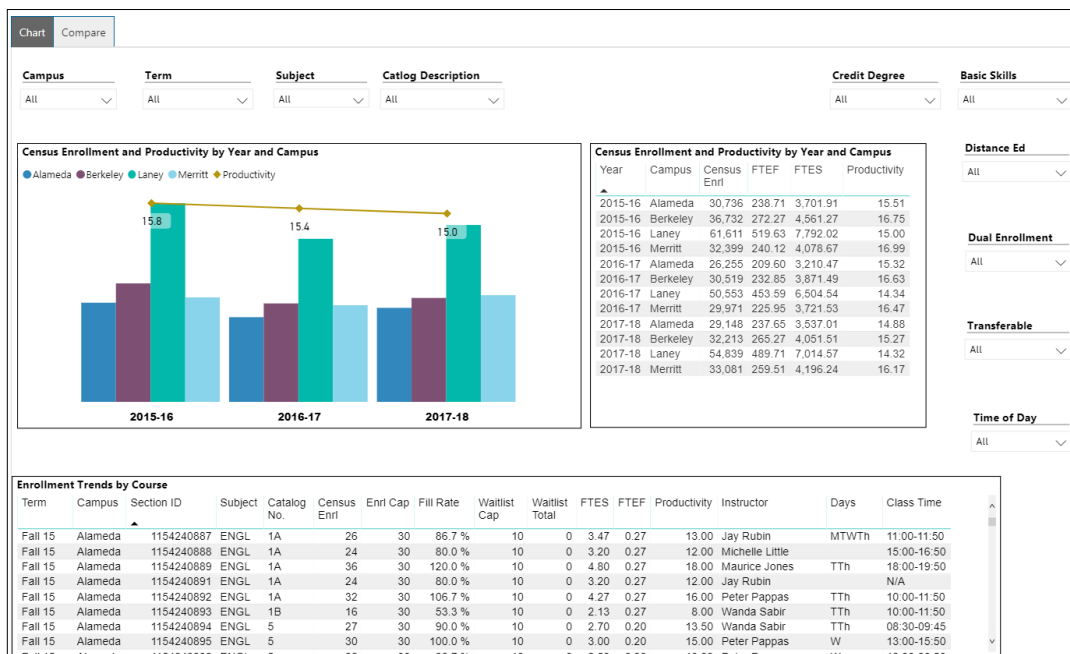 Chart Compare
Campus Term Subject Catlog Description Credit Degree Basic Skills
All All All All All All
Census Enrollment and Productivity by Year and Campus
Alameda Berkeley Laney Merritt Productivity
15.8
15.4
15.0
2015-16 2016-17 2017-18
Census Enrollment and Productivity by Year and Campus
Year Campus Census Enrl FTEF FTES Productivity
2015-16 Alameda 30,736 238.71 3,701.91 15.51
2015-16 Berkeley 36,732 272.27 4,561.27 16.75
2015-16 Laney 61,611 519.63 7,792.02 15.00
2015-16 Merritt 32,399 240.12 4,078.67 16.99
2016-17 Alameda 26,255 209.60 3,210.47 15.32
2016-17 Berkeley 30,519 232.85 3,871.49 16.63
2016-17 Laney 50,553 453.59 6,504.54 14.34
2016-17 Merritt 29,971 225.95 3,721.53 16.47
2017-18 Alameda 29,148 237.65 3,537.01 14.88
2017-18 Berkeley 32,213 265.27 4,051.51 15.27
2017-18 Laney 54,839 489.71 7,014.57 14.32
2017-18 Merritt 33,081 259.51 4,196.24 16.17
Distance Ed
All
Dual Enrollment
All
Transferable
All
Time of Day
All
Enrollment Trends by Course
Term Campus Section ID Subject Catalog No. Census Enrl Enrl Cap Fill Rate Waitlist Cap Waitlist Total FTES FTEF Productivity Instructor Days Class Time
Fall 15 Alameda 1154240887 ENGL 1A 26 30 86.7 % 10 0 3.47 0.27 13.00 Jay Rubin MTWTh 11:00-11:50
Fall 15 Alameda 1154240888 ENGL 1A 24 30 80.0 % 10 0 3.20 0.27 12.00 Michelle Little 15:00-16:50
Fall 15 Alameda 1154240889 ENGL 1A 36 30 120.0 % 10 0 4.80 0.27 18.00 Maurice Jones TTh 18:00-19:50
Fall 15 Alameda 1154240891 ENGL 1A 24 30 80.0 % 10 0 3.20 0.27 12.00 Jay Rubin N/A
Fall 15 Alameda 1154240892 ENGL 1A 32 30 106.7 % 10 0 4.27 0.27 16.00 Peter Pappas TTh 10:00-11:50
Fall 15 Alameda 1154240893 ENGL 1B 16 30 53.3 % 10 0 2.13 0.27 8.00 Wanda Sabir TTh 10:00-11:50
Fall 15 Alameda 1154240894 ENGL 5 27 30 90.0 % 10 0 2.70 0.20 13.50 Wanda Sabir TTh 08:30-09:45
Fall 15 Alameda 1154240895 ENGL 5 30 30 100.0 % 10 0 3.00 0.20 15.00 Peter Pappas W 13:00-15:50